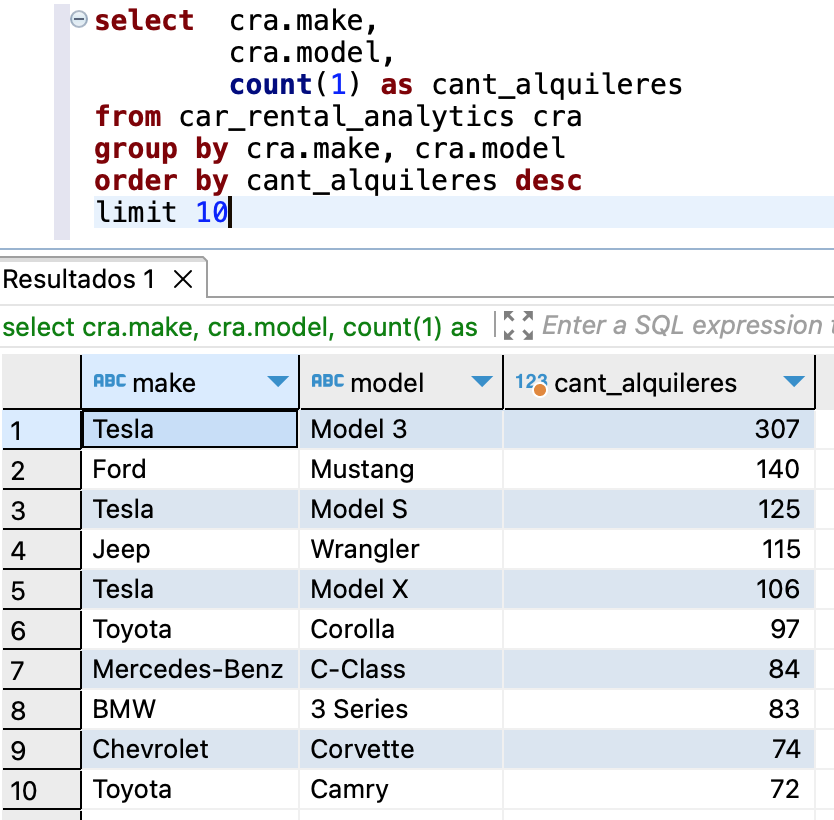 select cra.make,
cra.model,
count(1) as cant_alquileres
from car_rental_analytics cra
group by cra.make, cra.model
order by cant_alquileres desc
limit 10
Resultados 1
select cra.make, cra.model, count(1) as Enter a SQL expression
ABC make ABC model 123 cant_alquileres
1 Tesla Model 3 307
2 Ford Mustang 140
3 Tesla Model S 125
4 Jeep Wrangler 115
5 Tesla Model X 106
6 Toyota Corolla 97
7 Mercedes-Benz C-Class 84
8 BMW 3 Series 83
9 Chevrolet Corvette 74
10 Toyota Camry 72